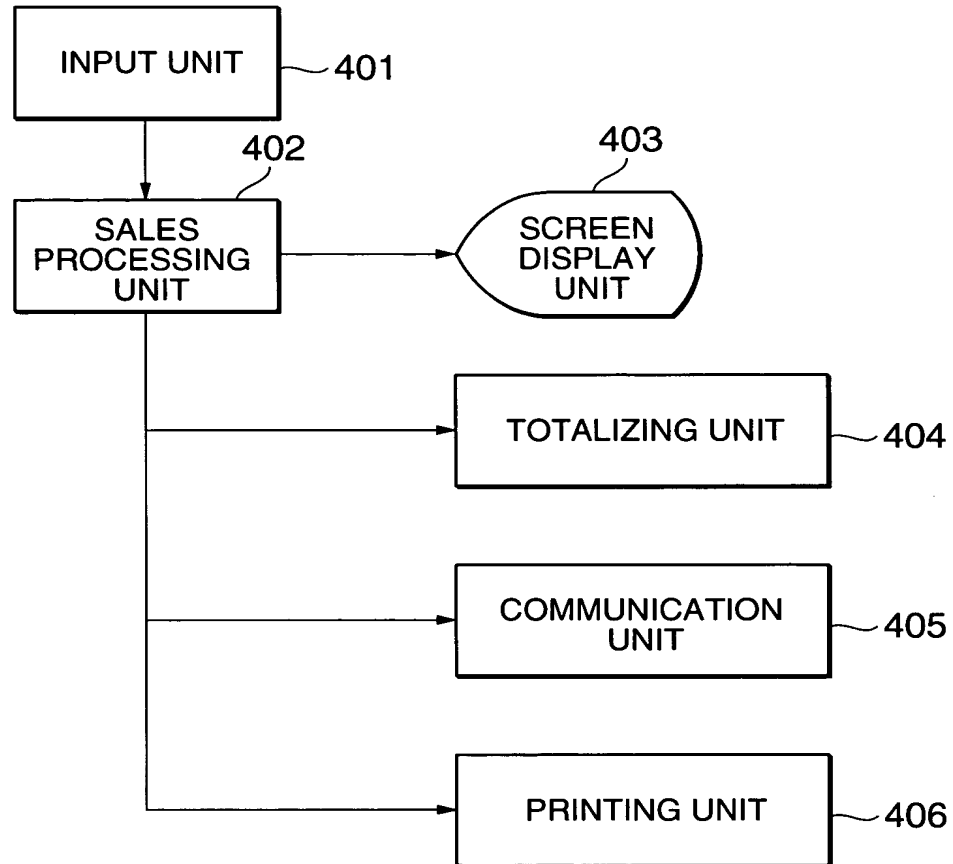 INPUT UNIT
401
402
SALES
PROCESSING
UNIT
403
SCREEN
DISPLAY
UNIT
TOTALIZING UNIT
404
COMMUNICATION
UNIT
405
PRINTING UNIT
406